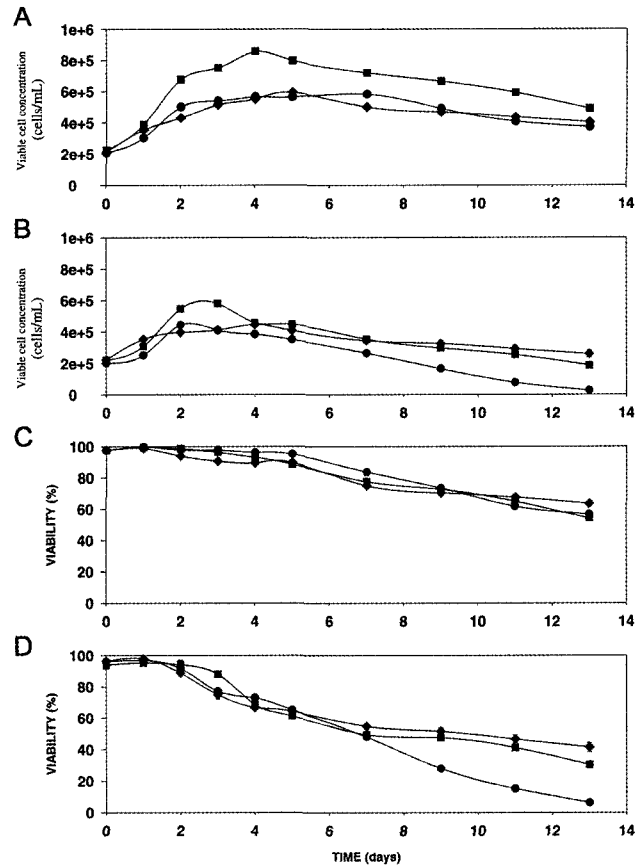 A
1e+6
8e+5
6e+5
4e+5
2e+5
0
Viable cell concentration
(cells/mL)
0 2 4 6 8 10 12 14
B
1e+6
8e+5
6e+5
4e+5
2e+5
0
Viable cell concentration
(cells/mL)
0 2 4 6 8 10 12 14
C
100
80
60
40
20
0
VIABILITY (%)
0 2 4 6 8 10 12 14
D
100
80
60
40
20
0
VIABILITY (%)
0 2 4 6 8 10 12 14
TIME (days)